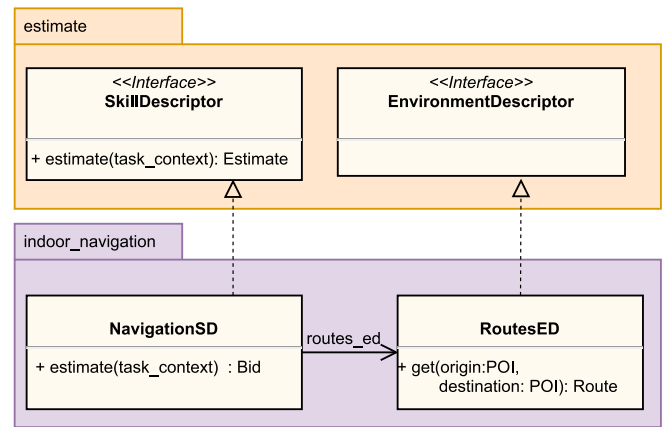 estimate
<<Interface>>
SkillDescriptor
+ estimate(task_context): Estimate
<<Interface>>
EnvironmentDescriptor
indoor_navigation
NavigationSD
+ estimate(task_context) : Bid
routes_ed
RoutesED
+ get(origin:POI,
destination: POI): Route